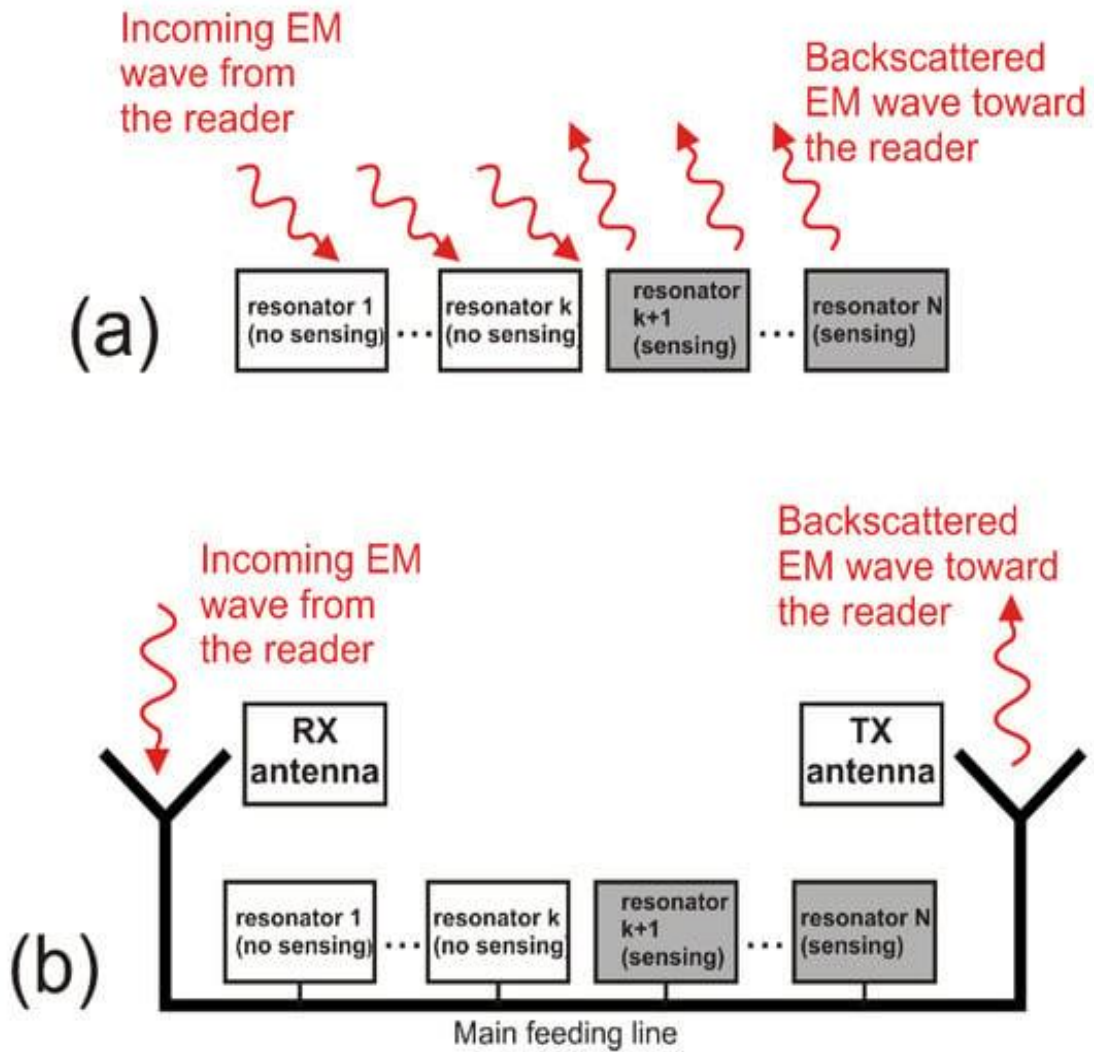 Incoming EM
wave from
the reader
Backscattered
EM wave toward
the reader
(a)
resonator 1
(no sensing)
...
resonator k
(no sensing)
resonator
k+1
(sensing)
...
resonator N
(sensing)
Incoming EM
wave from
the reader
Backscattered
EM wave toward
the reader
RX
antenna
TX
antenna
(b)
resonator 1
(no sensing)
...
resonator k
(no sensing)
resonator
k+1
(sensing)
...
resonator N
(sensing)
Main feeding line